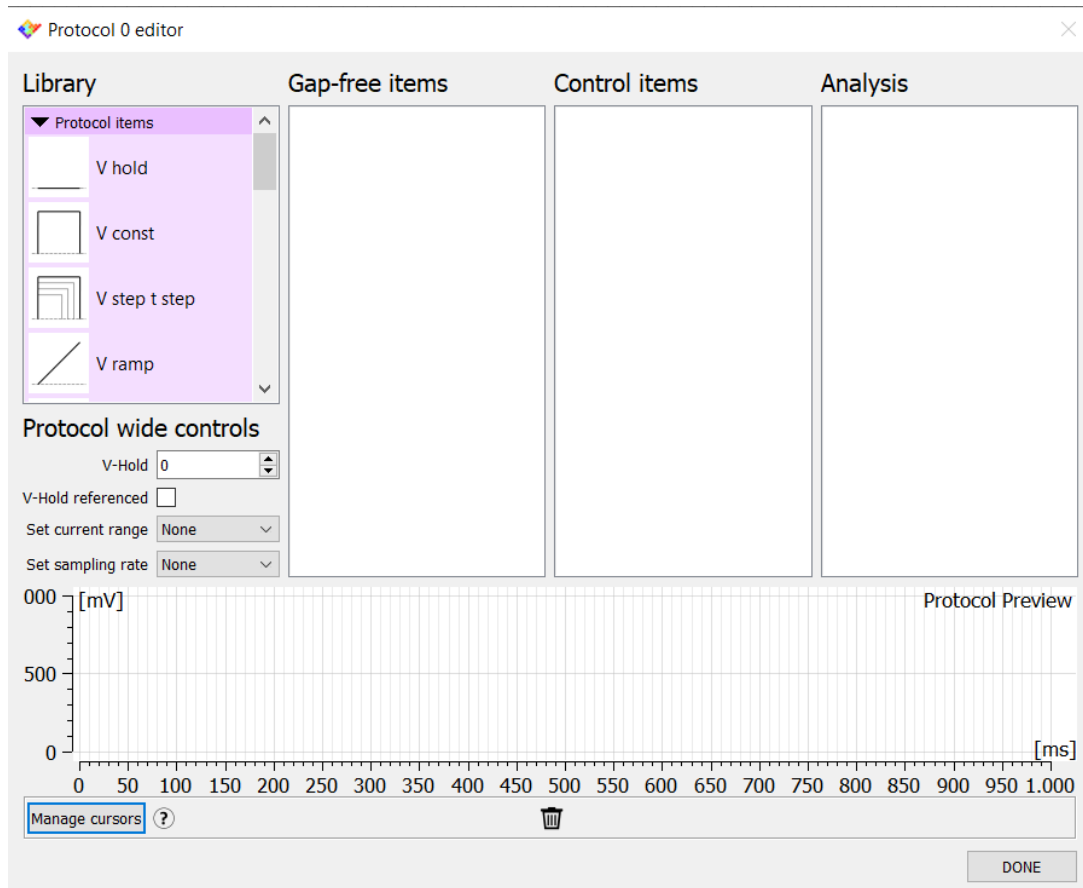 Protocol 0 editor
Library
Gap-free items
Control items
Analysis
Protocol items
V hold
V const
V step t step
V ramp
Protocol wide controls
V-Hold 0
V-Hold referenced
Set current range None
Set sampling rate None
000 [mV] Protocol Preview
500
0 [ms]
0 50 100 150 200 250 300 350 400 450 500 550 600 650 700 750 800 850 900 950 1.000
Manage cursors ?
DONE